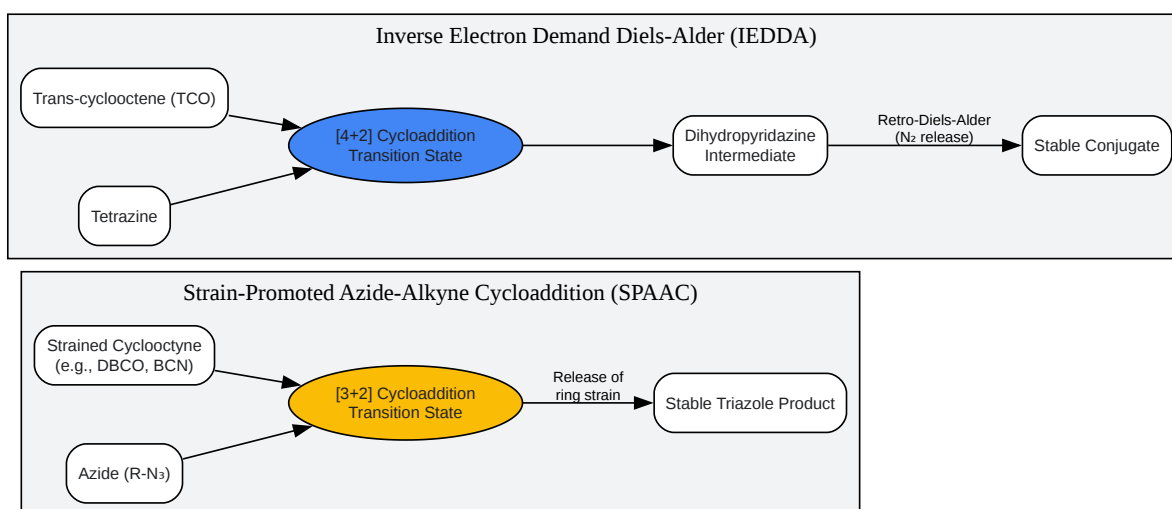 Inverse Electron Demand Diels-Alder (IEDDA)
Trans-cyclooctene (TCO)
[4+2] Cycloaddition
Transition State
Dihydropyridazine
Intermediate
Retro-Diels-Alder
(N₂ release)
Stable Conjugate
Tetrazine
Strain-Promoted Azide-Alkyne Cycloaddition (SPAAC)
Strained Cyclooctyne
(e.g., DBCO, BCN)
[3+2] Cycloaddition
Transition State
Release of
ring strain
Stable Triazole Product
Azide (R-N₃)